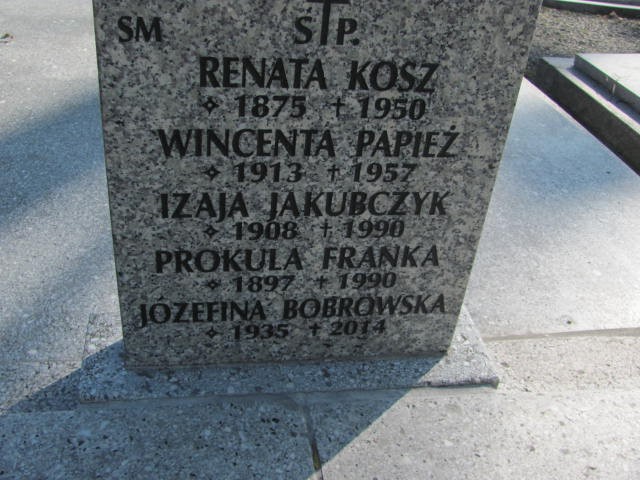 SM Ś✝P.
RENATA KOSZ
✧ 1875 ✝ 1950
WINCENTA PAPIEŻ
✧ 1913 ✝ 1957
IZAJA JAKUBCZYK
✧ 1908 ✝ 1990
PROKULA FRANKA
✧ 1897 ✝ 1990
JÓZEFINA BOBROWSKA
✧ 1935 ✝ 2014